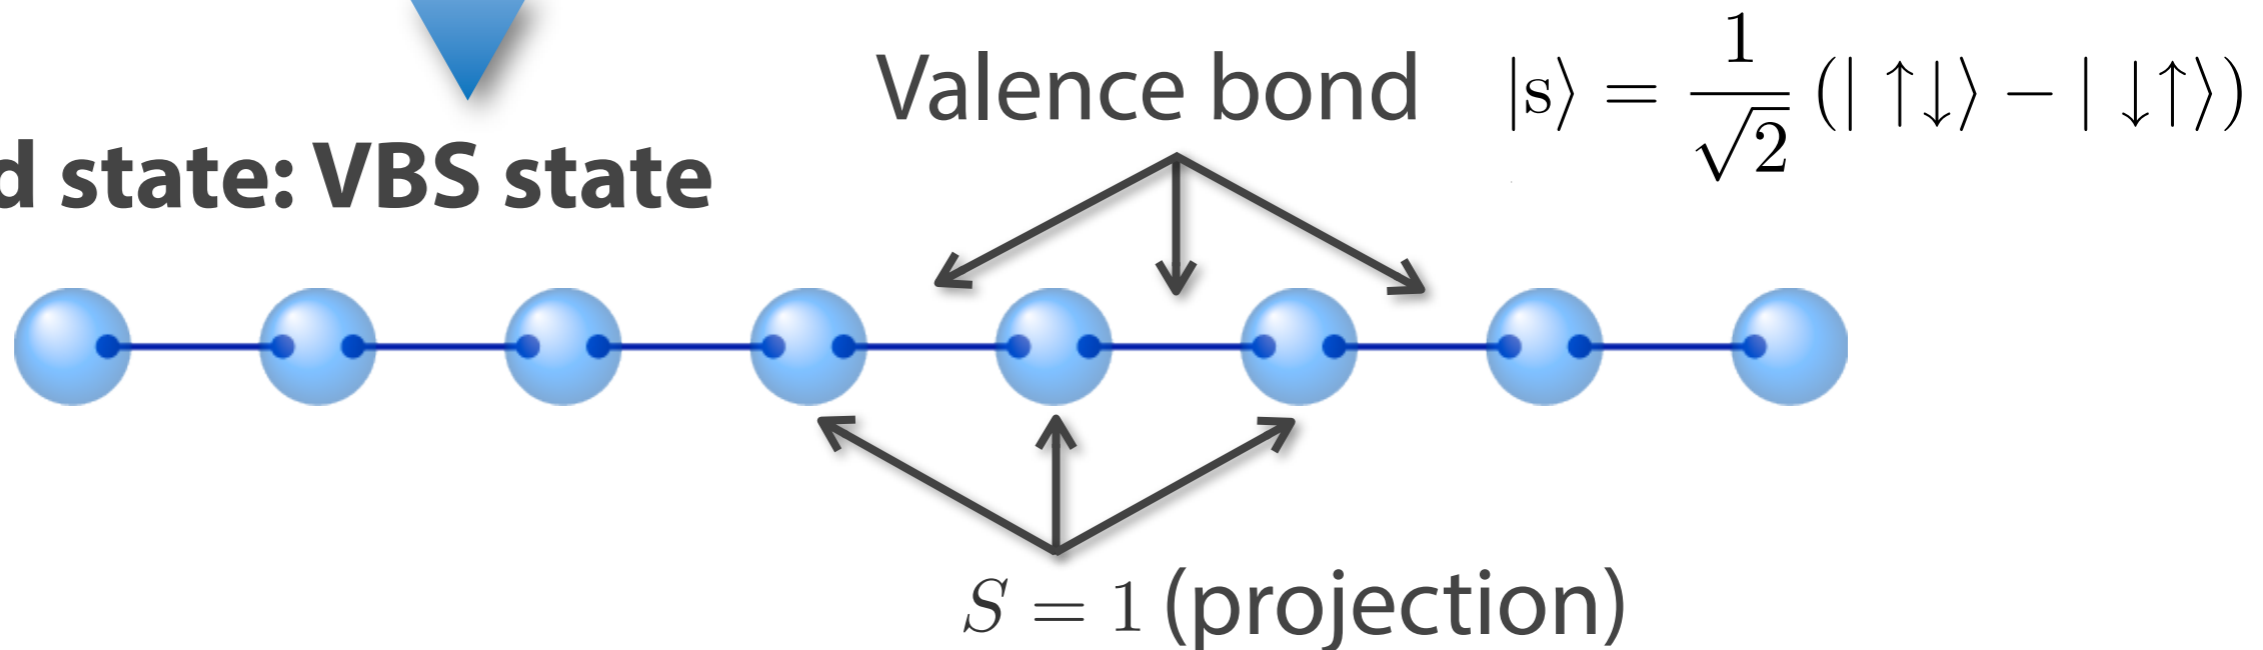 Valence bond
|s⟩ = 1/√2 (| ↑↓⟩ − | ↓↑⟩)
d state: VBS state
S = 1 (projection)